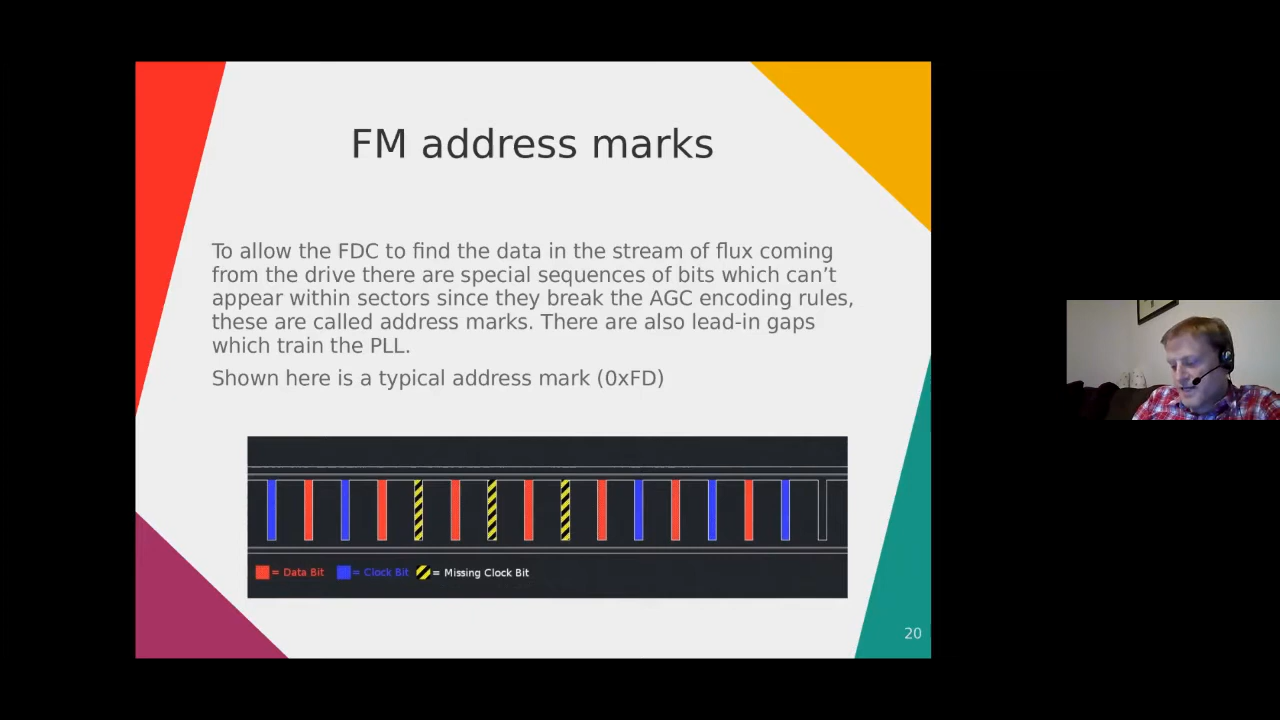 FM address marks
To allow the FDC to find the data in the stream of flux coming
from the drive there are special sequences of bits which can’t
appear within sectors since they break the AGC encoding rules,
these are called address marks. There are also lead-in gaps
which train the PLL.
Shown here is a typical address mark (0xFD)
= Data Bit = Clock Bit = Missing Clock Bit
20